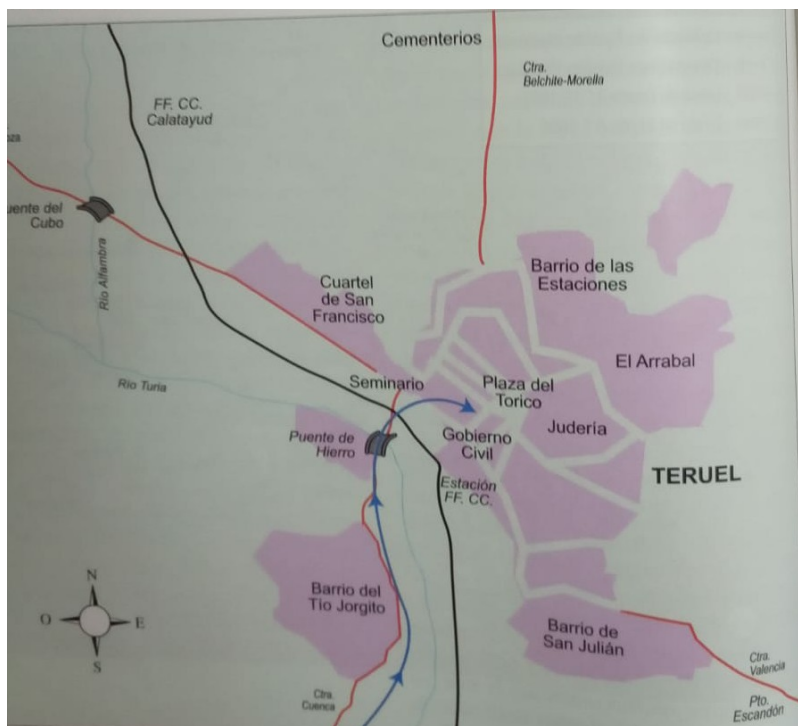 Cementerios
Ctra.
Belchite-Morella
FF. CC.
Calatayud
uente del
Cubo
Río Alfambra
Barrio de las
Estaciones
Cuartel
de San
Francisco
El Arrabal
Río Turia
Seminario
Plaza del
Torico
Judería
Puente de
Hierro
Gobierno
Civil
TERUEL
Estación
FF. CC.
Barrio del
Tío Jorgito
N
O
E
S
Barrio de
San Julián
Ctra.
Valencia
Ctra.
Cuenca
Pto.
Escandón